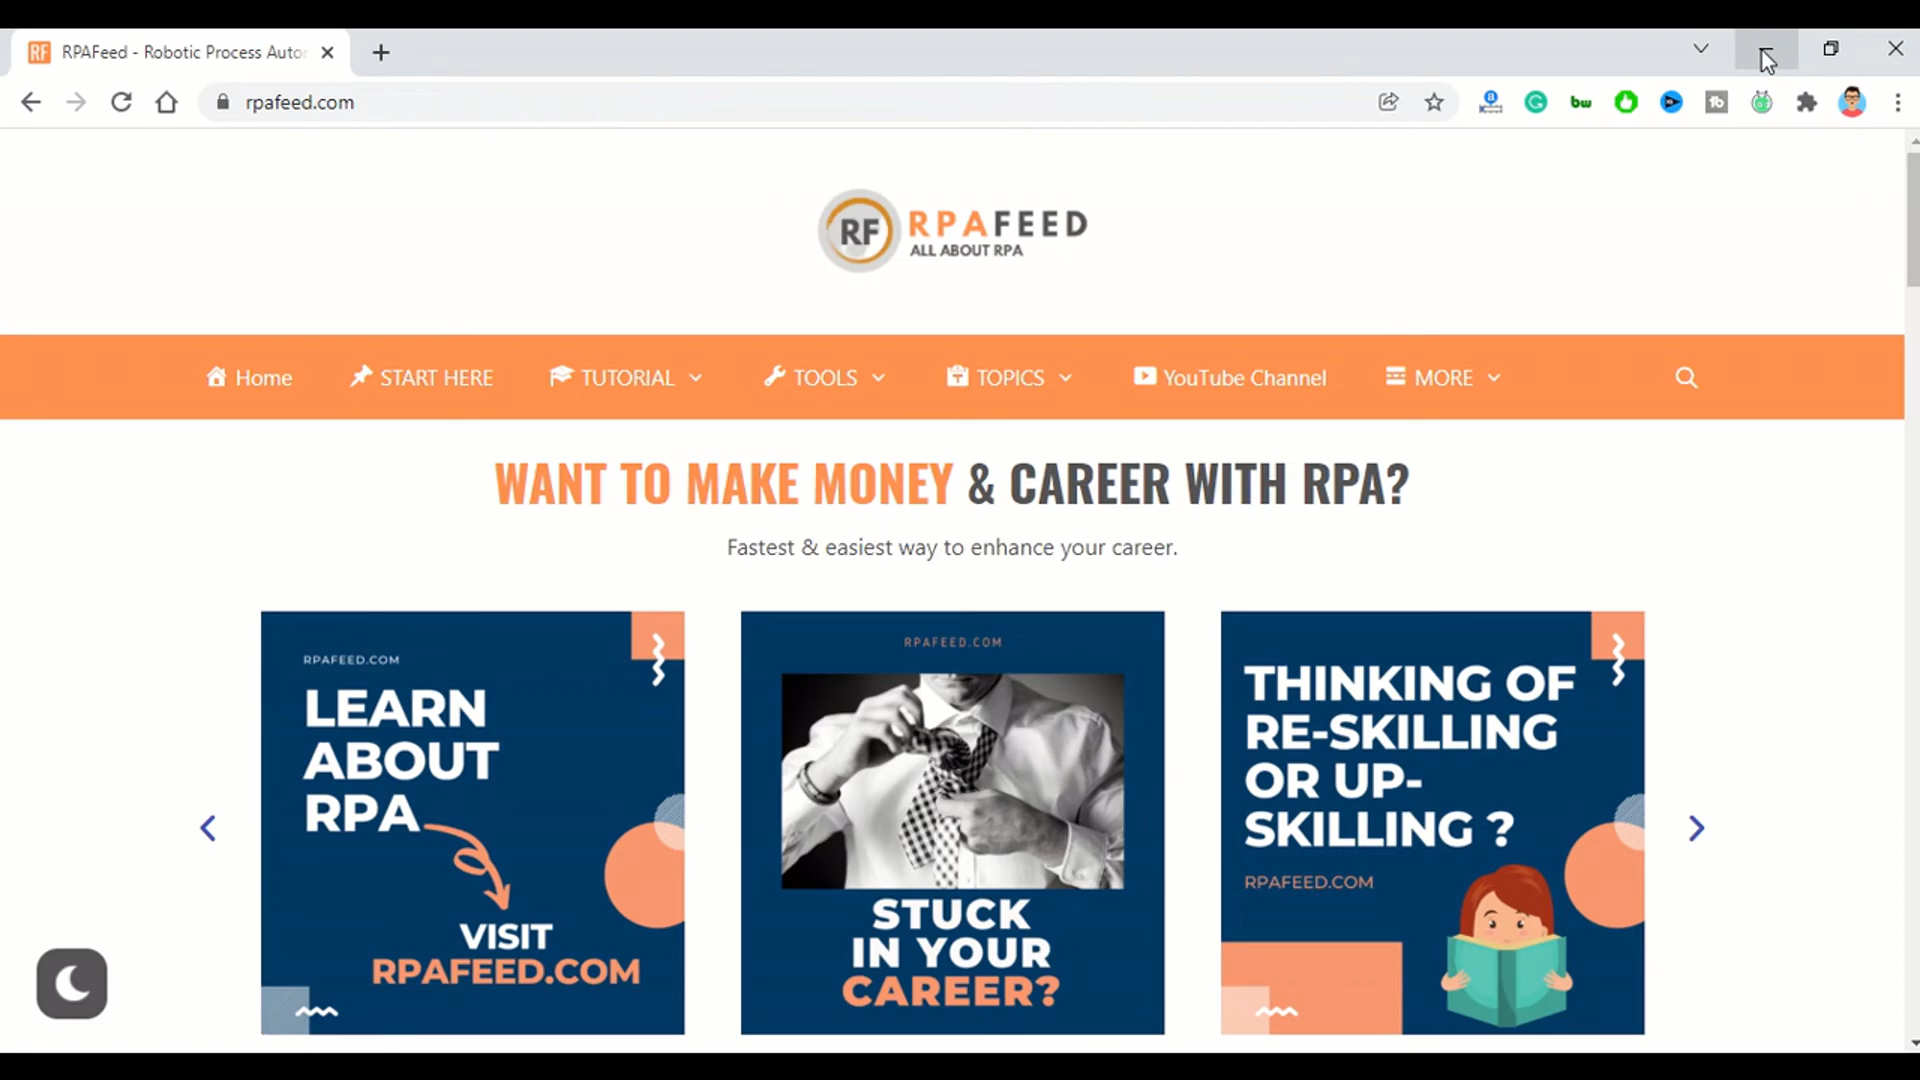 RF RPAFeed - Robotic Process Autor
rpafeed.com
bw
tb
RF RPAFEED
ALL ABOUT RPA
Home START HERE TUTORIAL TOOLS TOPICS YouTube Channel MORE
WANT TO MAKE MONEY & CAREER WITH RPA?
Fastest & easiest way to enhance your career.
RPAFEED.COM
LEARN
ABOUT
RPA
VISIT
RPAFEED.COM
RPAFEED.COM
STUCK
IN YOUR
CAREER?
THINKING OF
RE-SKILLING
OR UP-
SKILLING ?
RPAFEED.COM